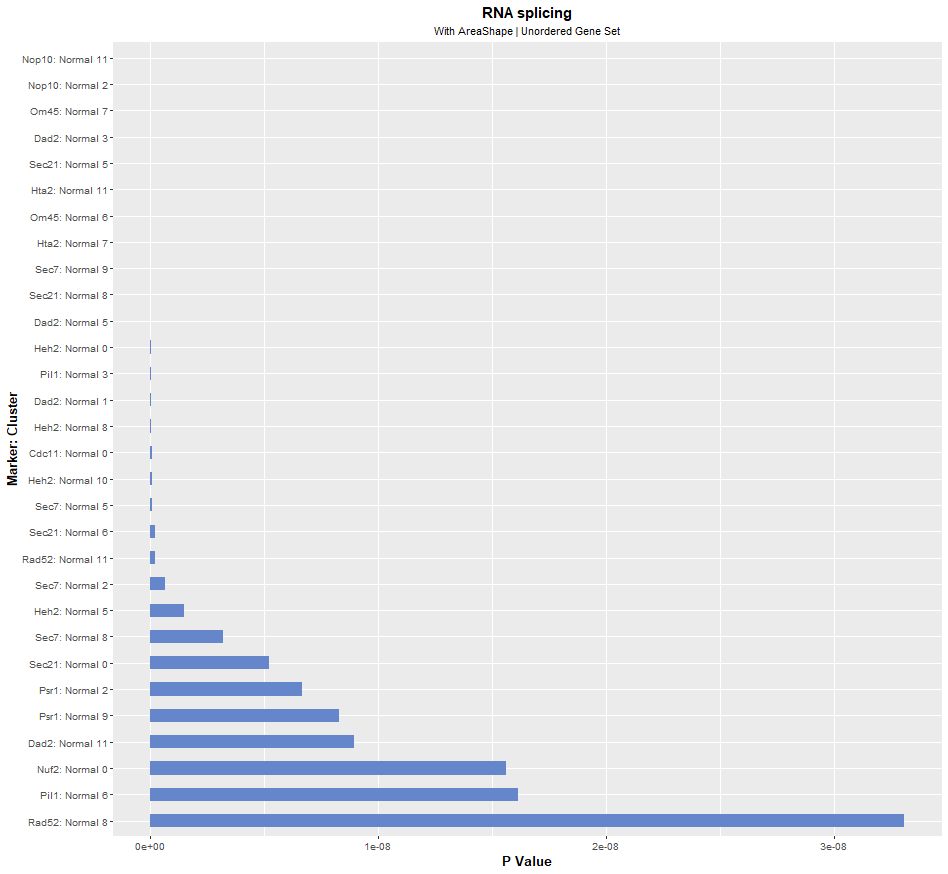 RNA splicing
With AreaShape | Unordered Gene Set
Marker: Cluster
Nop10: Normal 11
Nop10: Normal 2
Om45: Normal 7
Dad2: Normal 3
Sec21: Normal 5
Hta2: Normal 11
Om45: Normal 6
Hta2: Normal 7
Sec7: Normal 9
Sec21: Normal 8
Dad2: Normal 5
Heh2: Normal 0
Pil1: Normal 3
Dad2: Normal 1
Heh2: Normal 8
Cdc11: Normal 0
Heh2: Normal 10
Sec7: Normal 5
Sec21: Normal 6
Rad52: Normal 11
Sec7: Normal 2
Heh2: Normal 5
Sec7: Normal 8
Sec21: Normal 0
Psr1: Normal 2
Psr1: Normal 9
Dad2: Normal 11
Nuf2: Normal 0
Pil1: Normal 6
Rad52: Normal 8
0e+00 1e-08 2e-08 3e-08
P Value